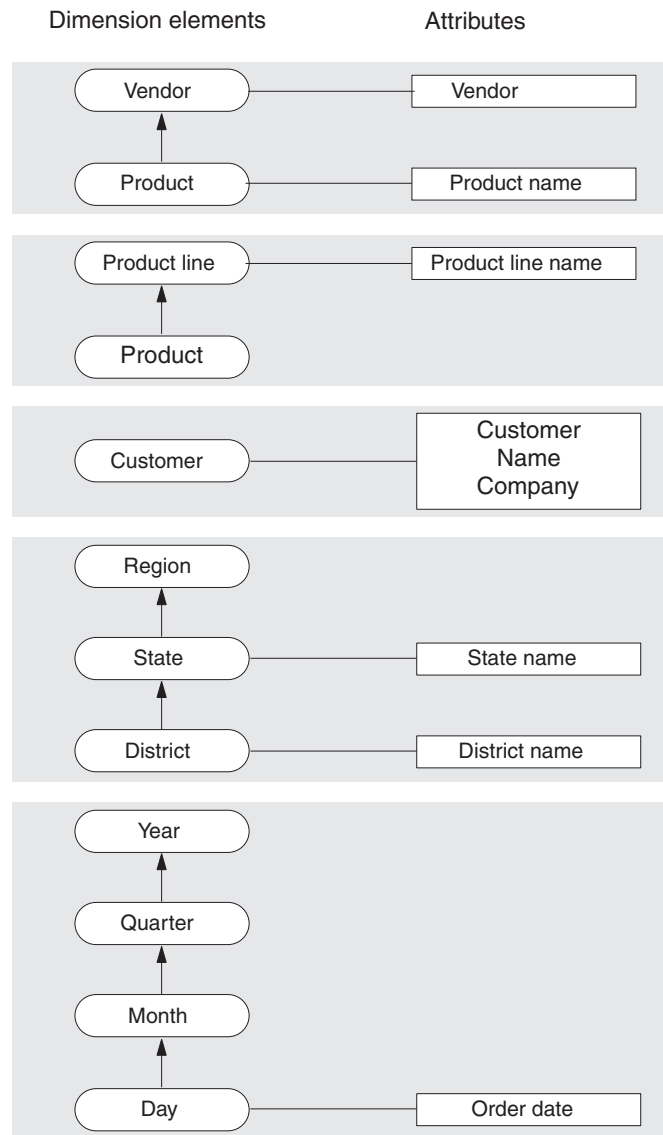 Dimension elements Attributes
Vendor Vendor
Product Product name
Product line Product line name
Product
Customer
Customer
Name
Company
Region
State State name
District District name
Year
Quarter
Month
Day Order date